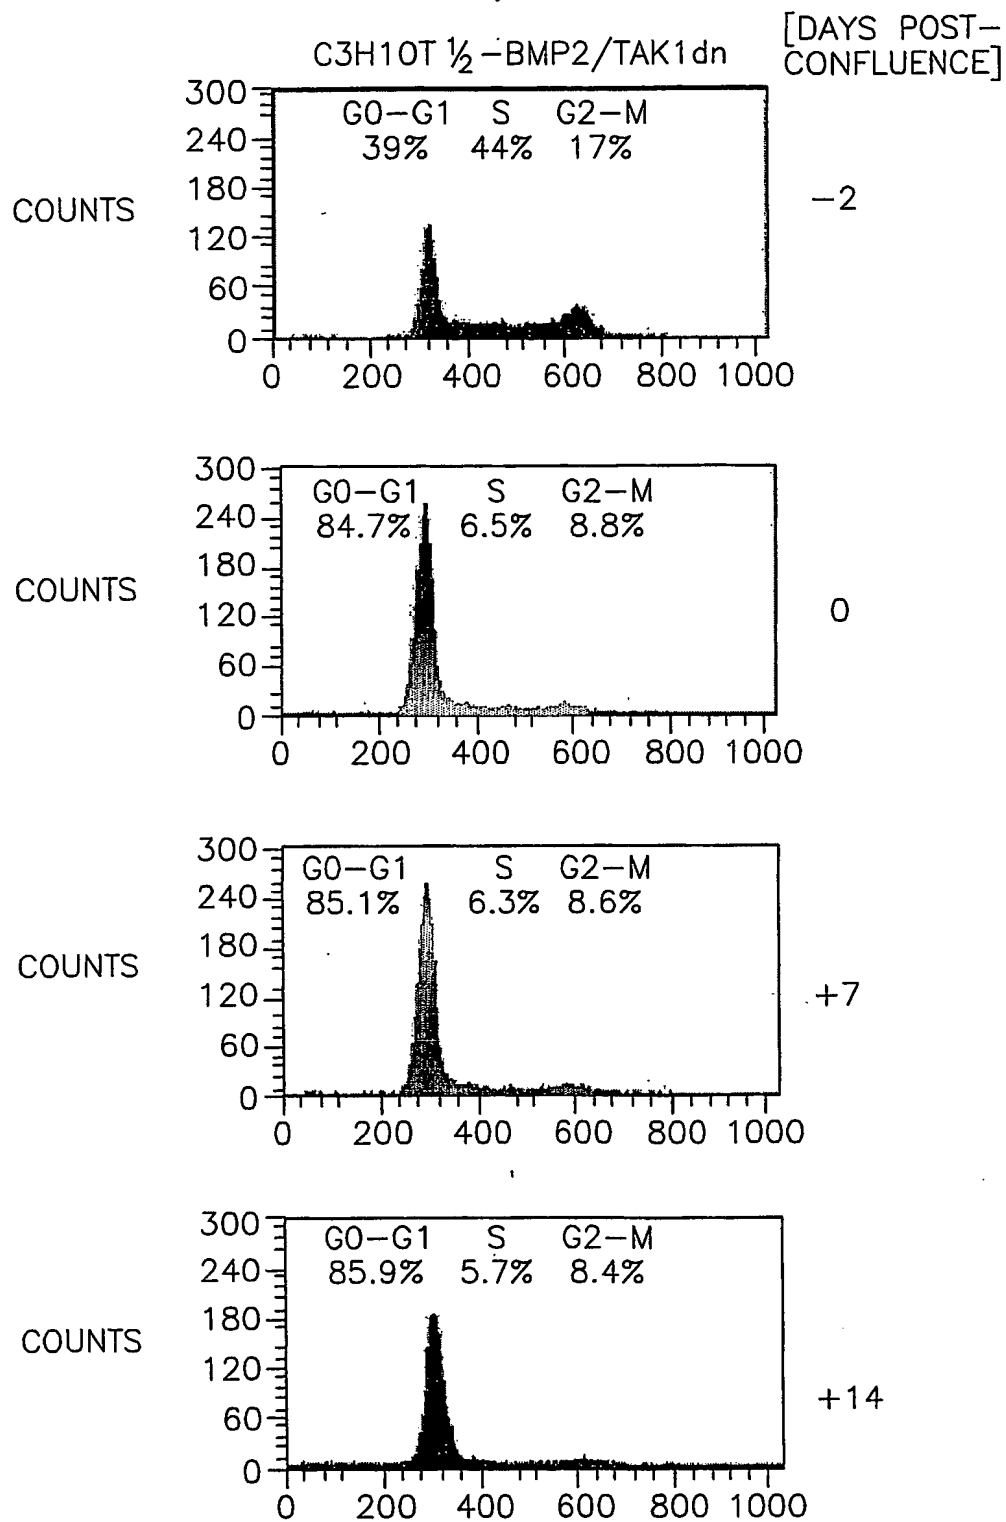 [DAYS POST-
CONFLUENCE]
C3H10T ½-BMP2/TAK1dn
300
240
180
120
60
0
COUNTS
G0-G1 S G2-M
39% 44% 17%
-2
0 200 400 600 800 1000
300
240
180
120
60
0
COUNTS
G0-G1 S G2-M
84.7% 6.5% 8.8%
0
0 200 400 600 800 1000
300
240
180
120
60
0
COUNTS
G0-G1 S G2-M
85.1% 6.3% 8.6%
+7
0 200 400 600 800 1000
300
240
180
120
60
0
COUNTS
G0-G1 S G2-M
85.9% 5.7% 8.4%
+14
0 200 400 600 800 1000